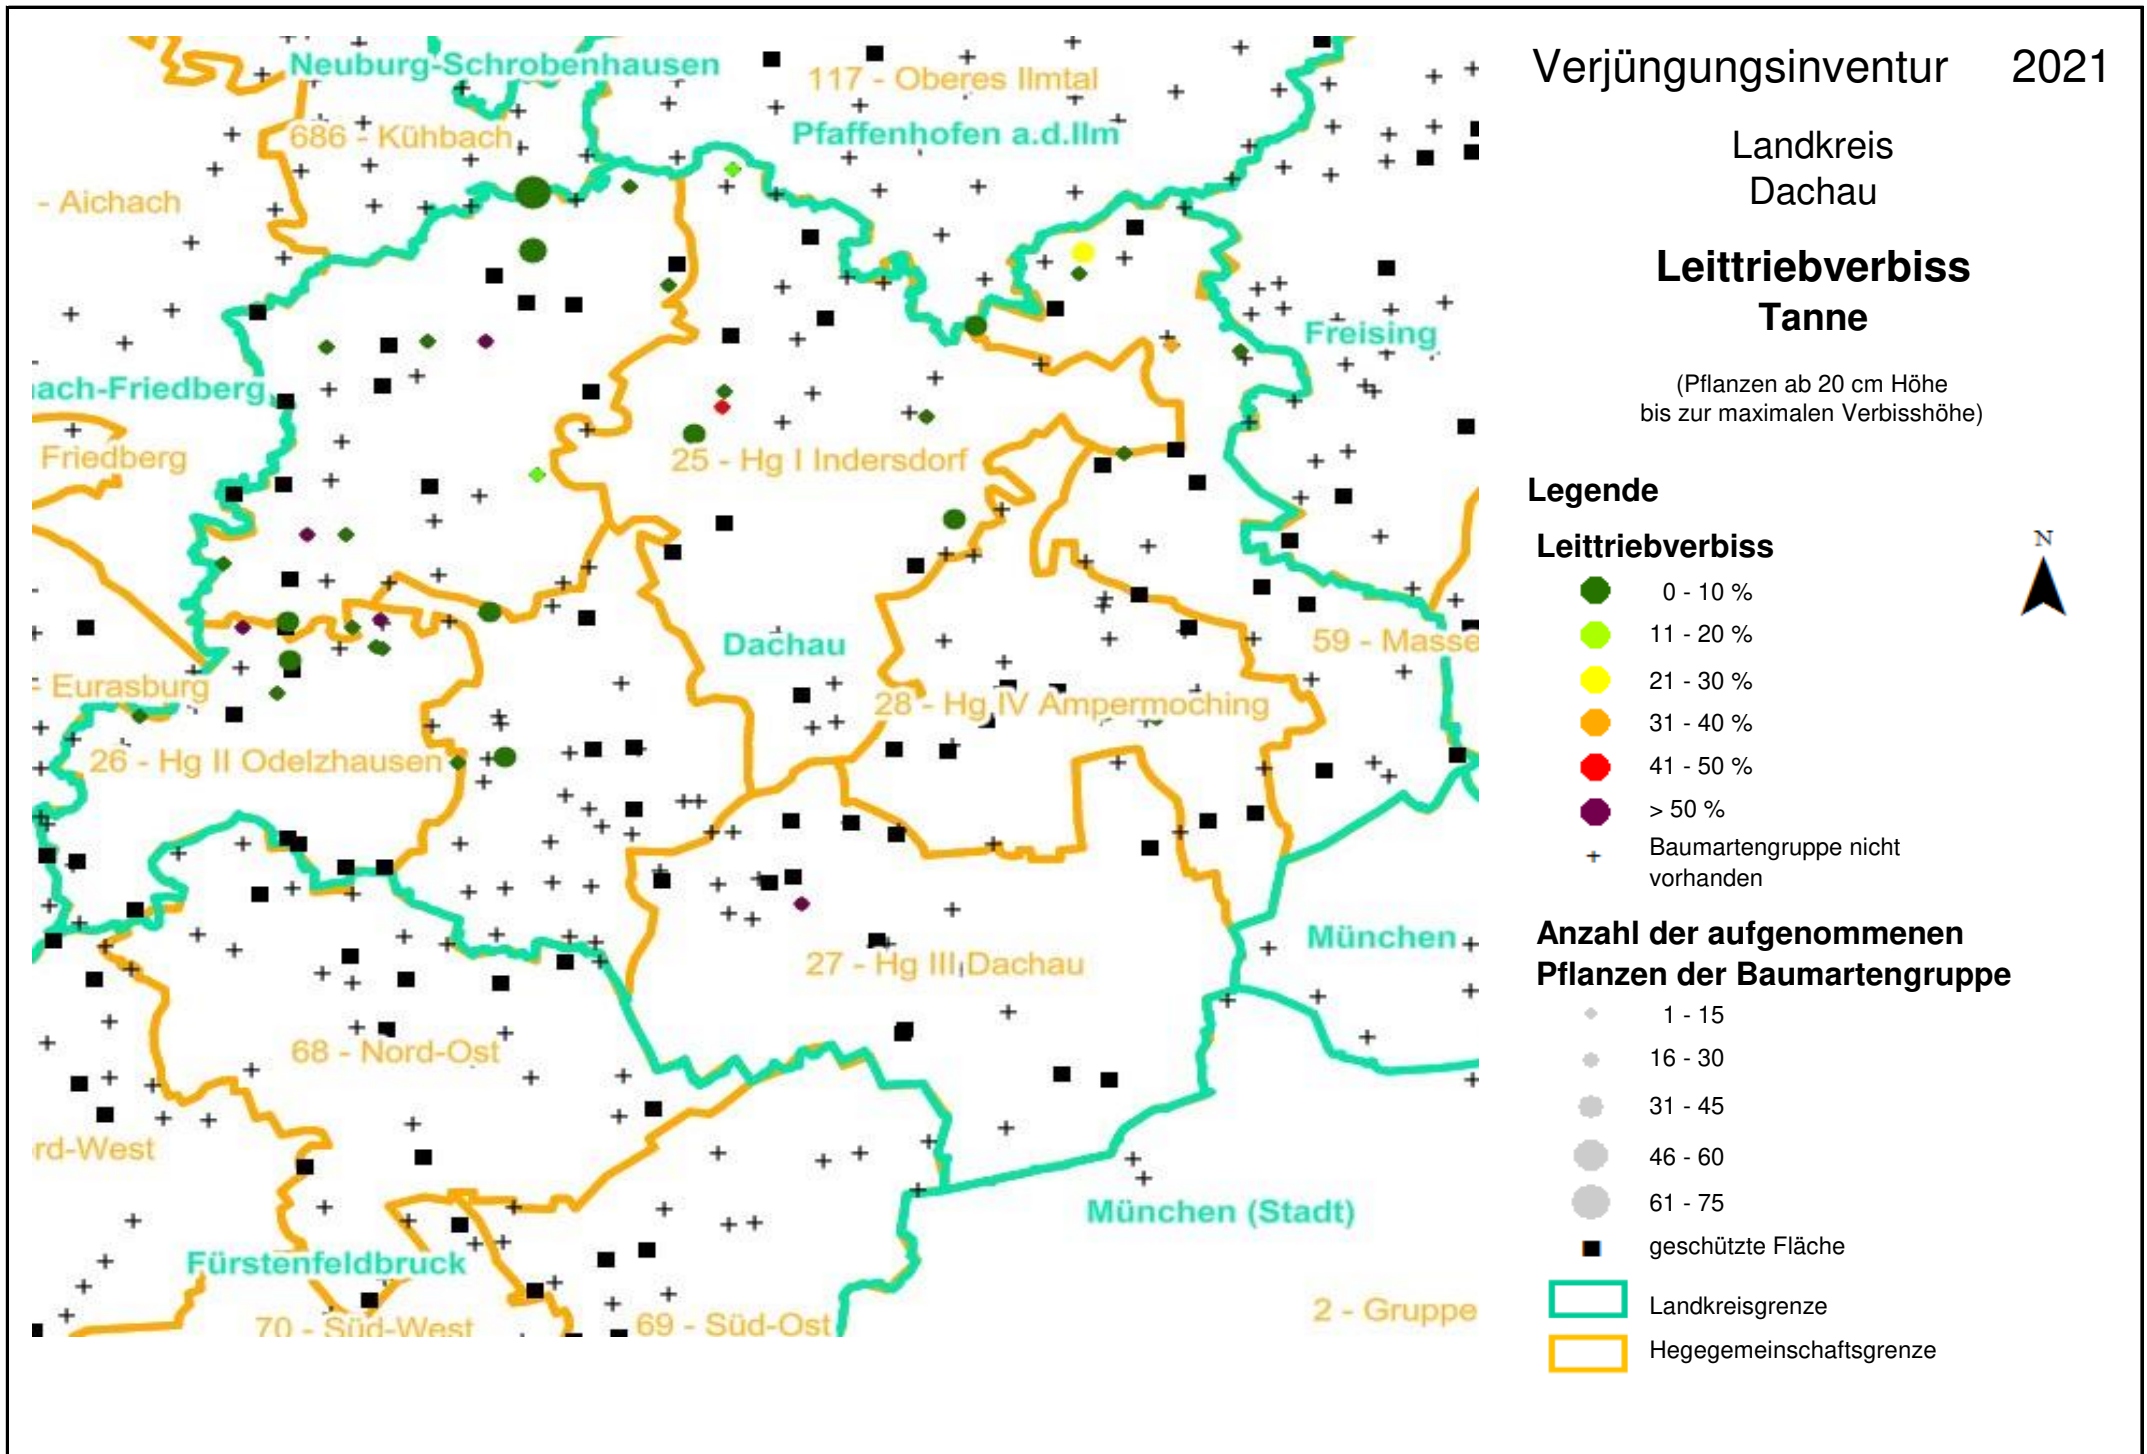 Neuburg-Schrobenhausen
117 - Oberes Ilmtal
686 - Kühbach
Pfaffenhofen a.d.Ilm
- Aichach
Freising
ach-Friedberg
Friedberg
25 - Hg I Indersdorf
Dachau
59 - Masse
- Eurasburg
28 - Hg IV Ampermoching
26 - Hg II Odelzhausen
München
27 - Hg III Dachau
68 - Nord-Ost
rd-West
München (Stadt)
Fürstenfeldbruck
70 - Süd-West
69 - Süd-Ost
2 - Gruppe
Verjüngungsinventur 2021
Landkreis
Dachau
Leittriebverbiss
Tanne
(Pflanzen ab 20 cm Höhe
bis zur maximalen Verbisshöhe)
Legende
Leittriebverbiss
N
0 - 10 %
11 - 20 %
21 - 30 %
31 - 40 %
41 - 50 %
> 50 %
Baumartengruppe nicht
vorhanden
Anzahl der aufgenommenen
Pflanzen der Baumartengruppe
1 - 15
16 - 30
31 - 45
46 - 60
61 - 75
geschützte Fläche
Landkreisgrenze
Hegegemeinschaftsgrenze